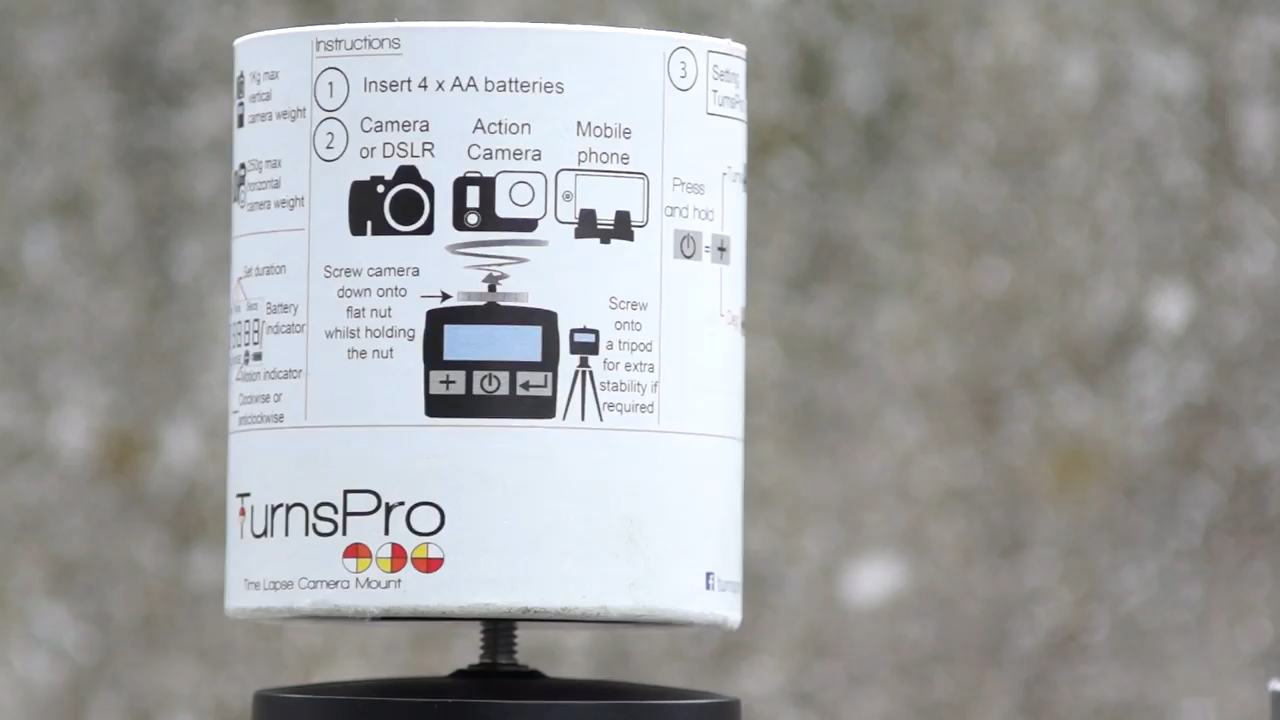 1Kg max
vertical
camera weight
250g max
horizontal
camera weight
Set duration
Battery
indicator
Motion indicator
Clockwise or
anticlockwise
Instructions
1 Insert 4 x AA batteries
2
Camera
or DSLR
Action
Camera
Mobile
phone
Screw camera
down onto
flat nut
whilst holding
the nut
Screw
onto
a tripod
for extra
stability if
required
3
Setting
Press
and hold
= +
TurnsPro
Time Lapse Camera Mount